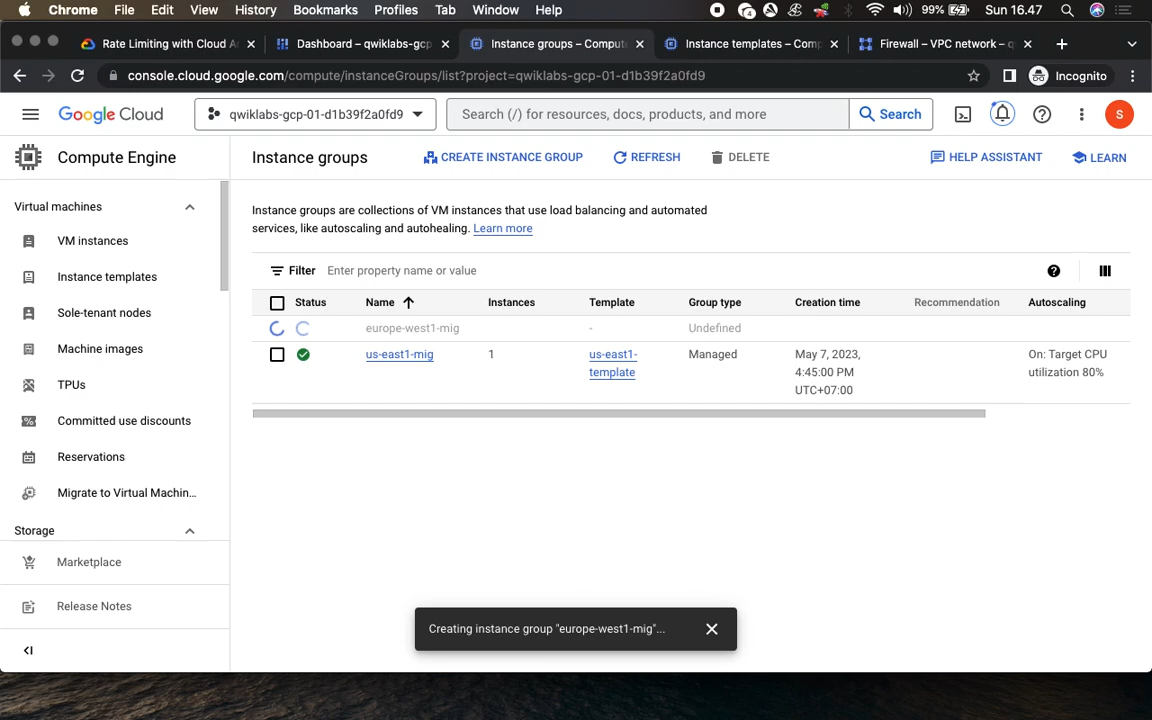 Chrome File Edit View History Bookmarks Profiles Tab Window Help 99% Sun 16.47
Rate Limiting with Cloud A
Dashboard – qwiklabs-gcp
Instance groups – Comput
Instance templates – Comp
Firewall – VPC network – q
console.cloud.google.com/compute/instanceGroups/list?project=qwiklabs-gcp-01-d1b39f2a0fd9
Incognito
Google Cloud
qwiklabs-gcp-01-d1b39f2a0fd9
Search (/) for resources, docs, products, and more
Search
S
Compute Engine
Instance groups
CREATE INSTANCE GROUP
REFRESH
DELETE
HELP ASSISTANT
LEARN
Virtual machines
VM instances
Instance templates
Sole-tenant nodes
Machine images
TPUs
Committed use discounts
Reservations
Migrate to Virtual Machin...
Storage
Marketplace
Release Notes
Instance groups are collections of VM instances that use load balancing and automated
services, like autoscaling and autohealing. Learn more
Filter Enter property name or value
Status Name Instances Template Group type Creation time Recommendation Autoscaling
europe-west1-mig - Undefined
us-east1-mig 1 us-east1- Managed May 7, 2023, On: Target CPU
template 4:45:00 PM utilization 80%
UTC+07:00
Creating instance group "europe-west1-mig"...